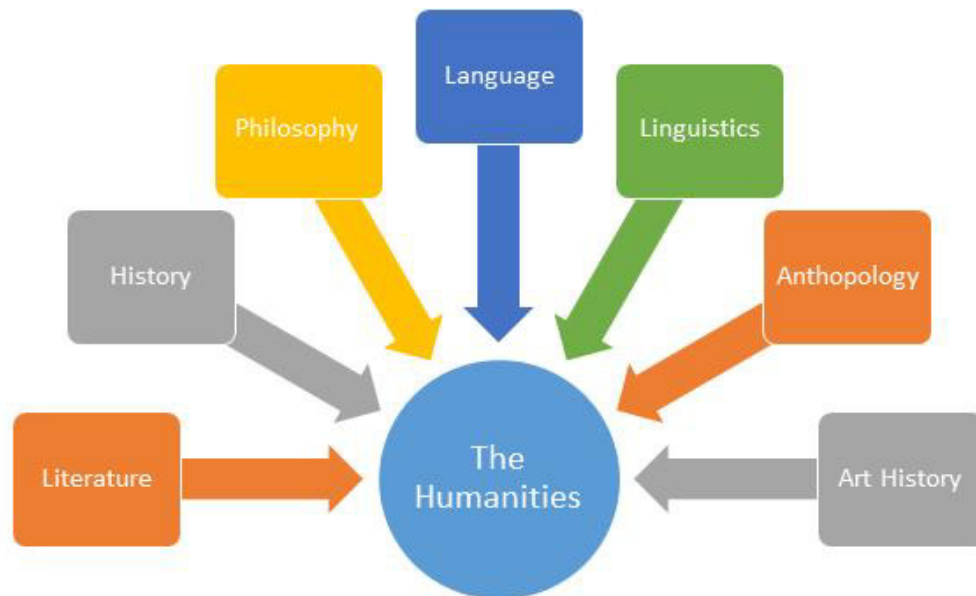 Language
Philosophy
Linguistics
History
Anthopology
Literature
The
Humanities
Art History